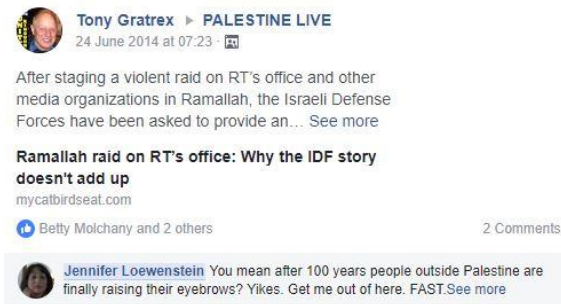 Tony Gratrex ▸ PALESTINE LIVE
24 June 2014 at 07:23 ·
After staging a violent raid on RT's office and other
media organizations in Ramallah, the Israeli Defense
Forces have been asked to provide an... See more
Ramallah raid on RT's office: Why the IDF story
doesn't add up
mycatbirdseat.com
Betty Molchany and 2 others 2 Comments
Jennifer Loewenstein You mean after 100 years people outside Palestine are
finally raising their eyebrows? Yikes. Get me out of here. FAST.See more